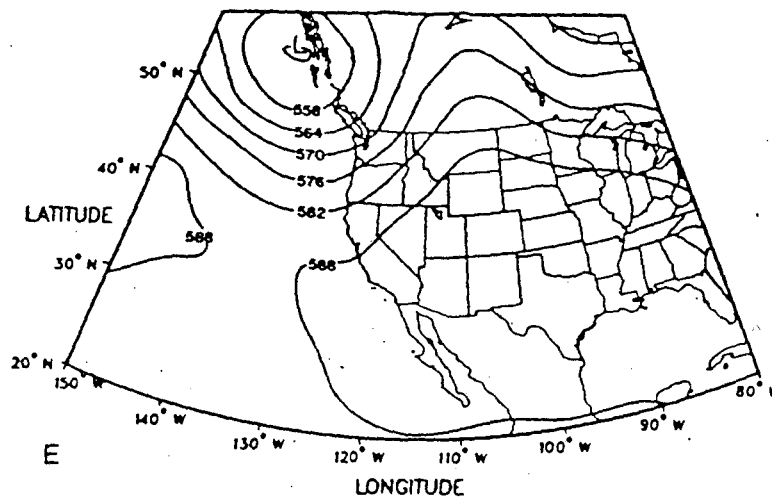 50° N
558
564
570
40° N
576
LATITUDE
582
588
30° N
588
20° N
150° W
80° W
140° W
90° W
130° W
100° W
120° W
110° W
E
LONGITUDE